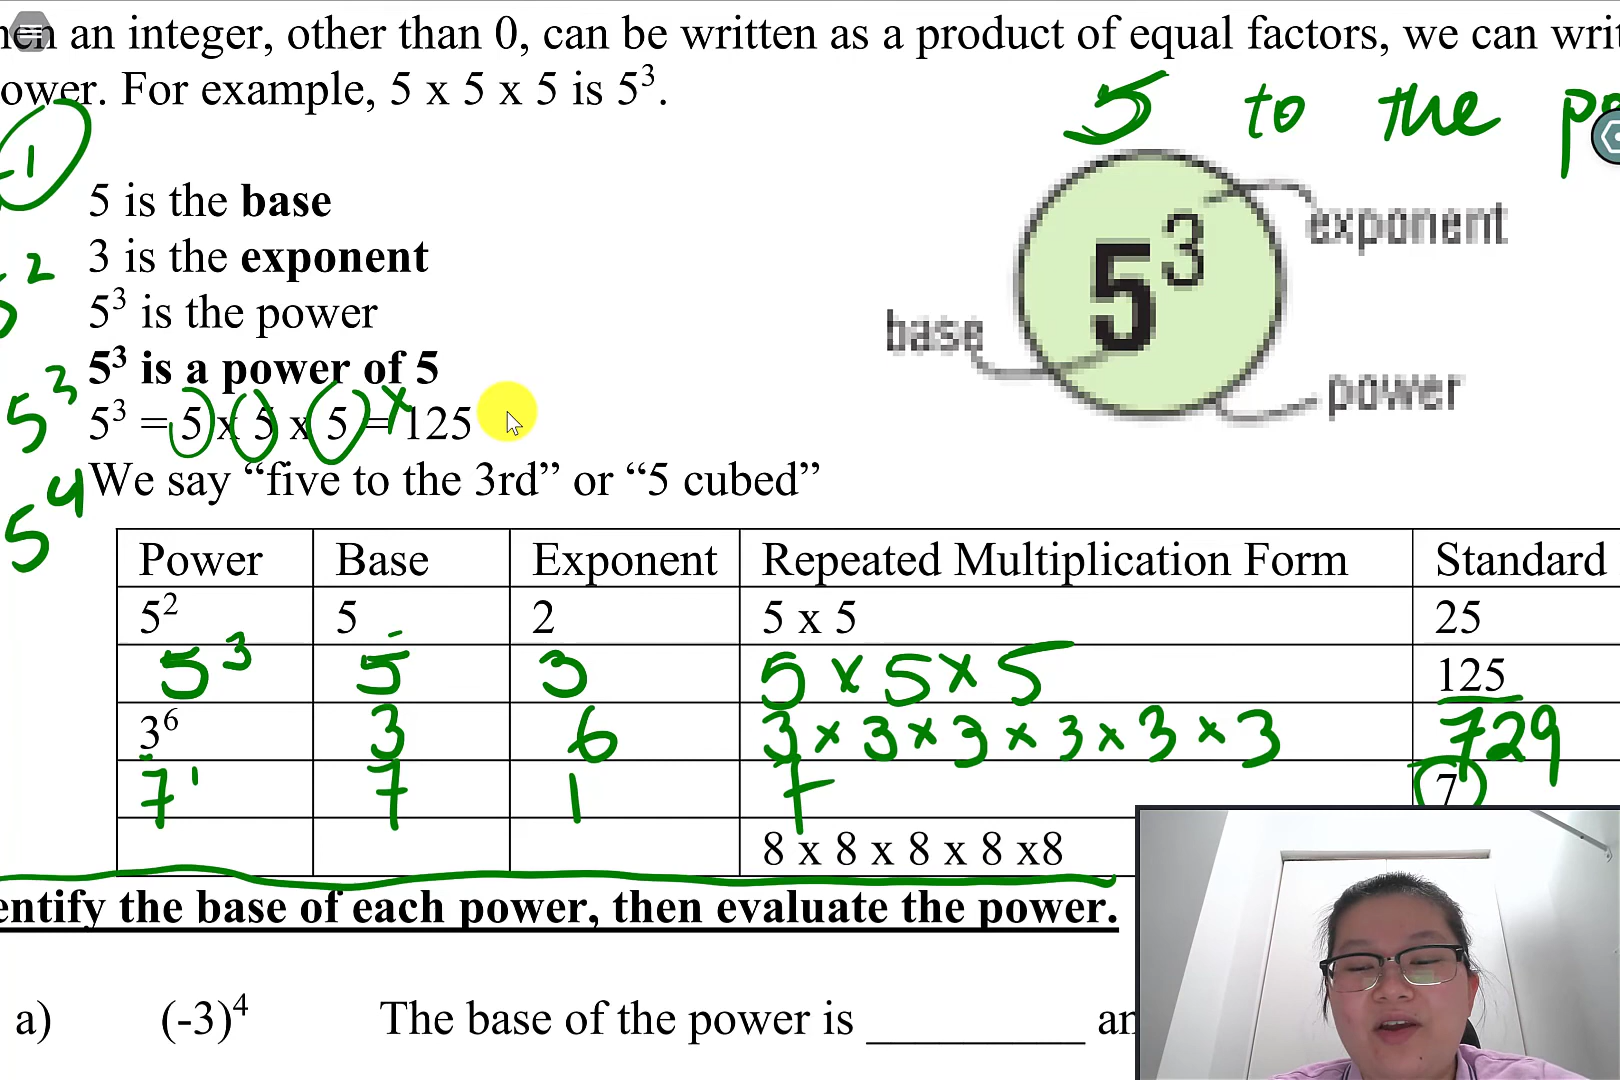 hen an integer, other than 0, can be written as a product of equal factors, we can writ
ower. For example, 5 x 5 x 5 is 5³.
5 to the po
-1
5 is the base
3 is the exponent
5² 
5³ is the power
5³ is a power of 5
5³
5³ = 5 x 5 x 5 = 125
We say “five to the 3rd” or “5 cubed”
5⁴
5³
exponent
base
power
Power Base Exponent Repeated Multiplication Form Standard
5² 5 2 5 x 5 25
5³ 5 3 5 x 5 x 5 125
3⁶ 3 6 3 x 3 x 3 x 3 x 3 x 3 729
7¹ 7 1 7 7
8 x 8 x 8 x 8 x8
entify the base of each power, then evaluate the power.
a) (-3)⁴ The base of the power is __________ an